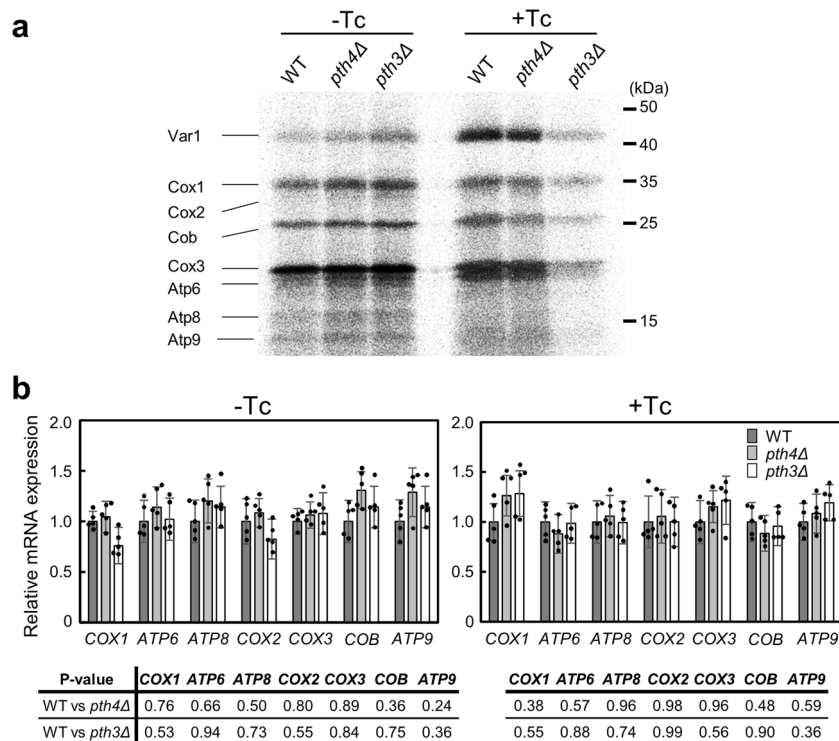 a
-Tc +Tc
WT pth4Δ pth3Δ WT pth4Δ pth3Δ
(kDa)
50
Var1
40
Cox1
35
Cox2
25
Cob
Cox3
Atp6
Atp8
15
Atp9
b
-Tc +Tc
Relative mRNA expression
2.0
1.5
1.0
0.5
0
COX1 ATP6 ATP8 COX2 COX3 COB ATP9
2.0
1.5
1.0
0.5
0
WT
pth4Δ
pth3Δ
COX1 ATP6 ATP8 COX2 COX3 COB ATP9
P-value COX1 ATP6 ATP8 COX2 COX3 COB ATP9
WT vs pth4Δ 0.76 0.66 0.50 0.80 0.89 0.36 0.24
WT vs pth3Δ 0.53 0.94 0.73 0.55 0.84 0.75 0.36
COX1 ATP6 ATP8 COX2 COX3 COB ATP9
0.38 0.57 0.96 0.98 0.96 0.48 0.59
0.55 0.88 0.74 0.99 0.56 0.90 0.36